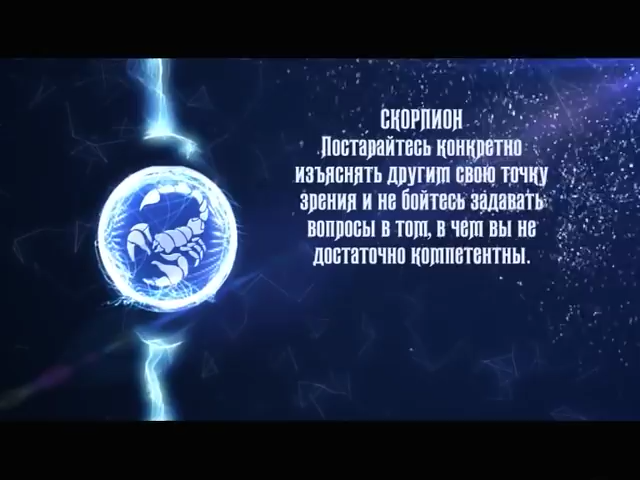 СКОРПИОН
Постарайтесь конкретно
изъяснять другим свою точку
зрения и не бойтесь задавать
вопросы в том, в чем вы не
достаточно компетентны.